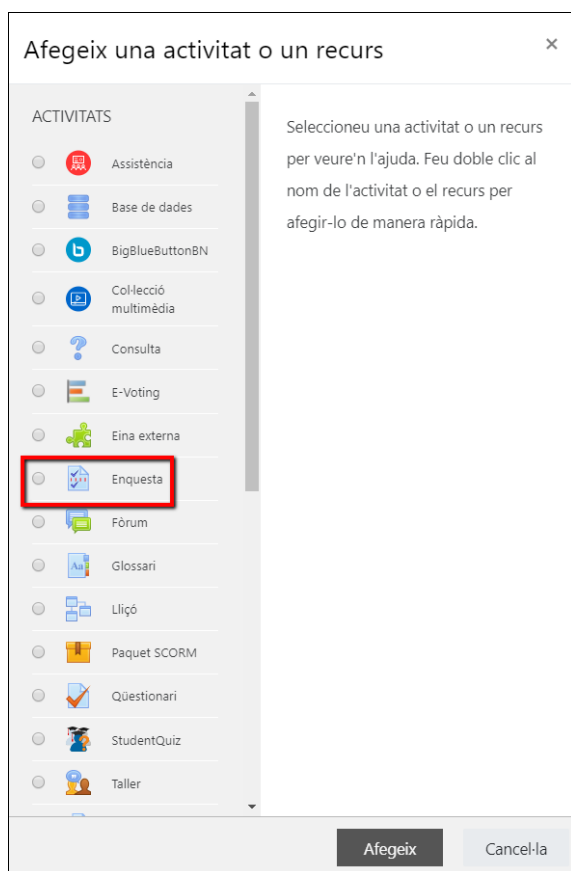 Afegeix una activitat o un recurs
×
ACTIVITATS
Assistència
Base de dades
BigBlueButtonBN
Col·lecció
multimèdia
Consulta
E-Voting
Eina externa
Enquesta
Fòrum
Aa
Glossari
Lliçó
Paquet SCORM
Qüestionari
StudentQuiz
Taller
Seleccioneu una activitat o un recurs
per veure'n l'ajuda. Feu doble clic al
nom de l'activitat o el recurs per
afegir-lo de manera ràpida.
Afegeix
Cancel·la